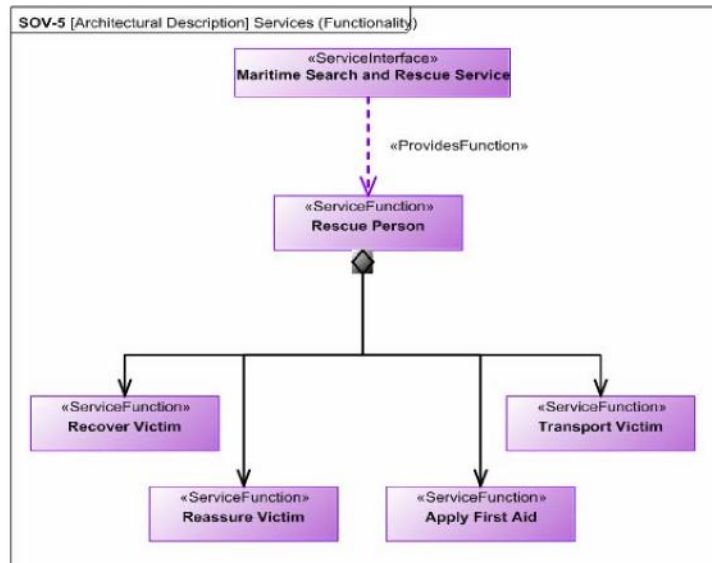 SOV-5 [Architectural Description] Services (Functionality)
«ServiceInterface»
Maritime Search and Rescue Service
«ProvidesFunction»
«ServiceFunction»
Rescue Person
«ServiceFunction»
Recover Victim
«ServiceFunction»
Transport Victim
«ServiceFunction»
Reassure Victim
«ServiceFunction»
Apply First Aid